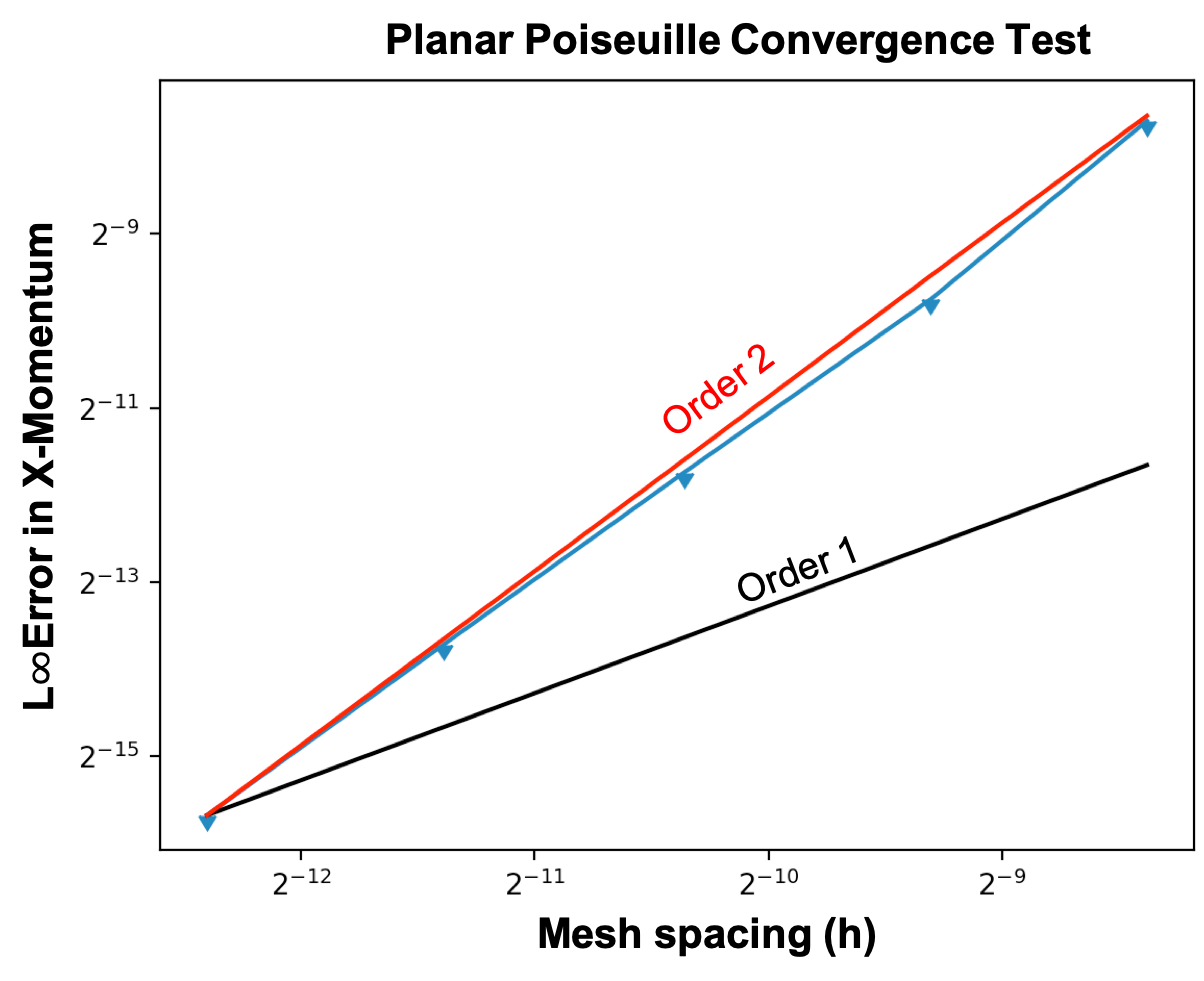 Planar Poiseuille Convergence Test
L∞Error in X-Momentum
2⁻⁹
2⁻¹¹
2⁻¹³
2⁻¹⁵
Order 2
Order 1
2⁻¹²
2⁻¹¹
2⁻¹⁰
2⁻⁹
Mesh spacing (h)